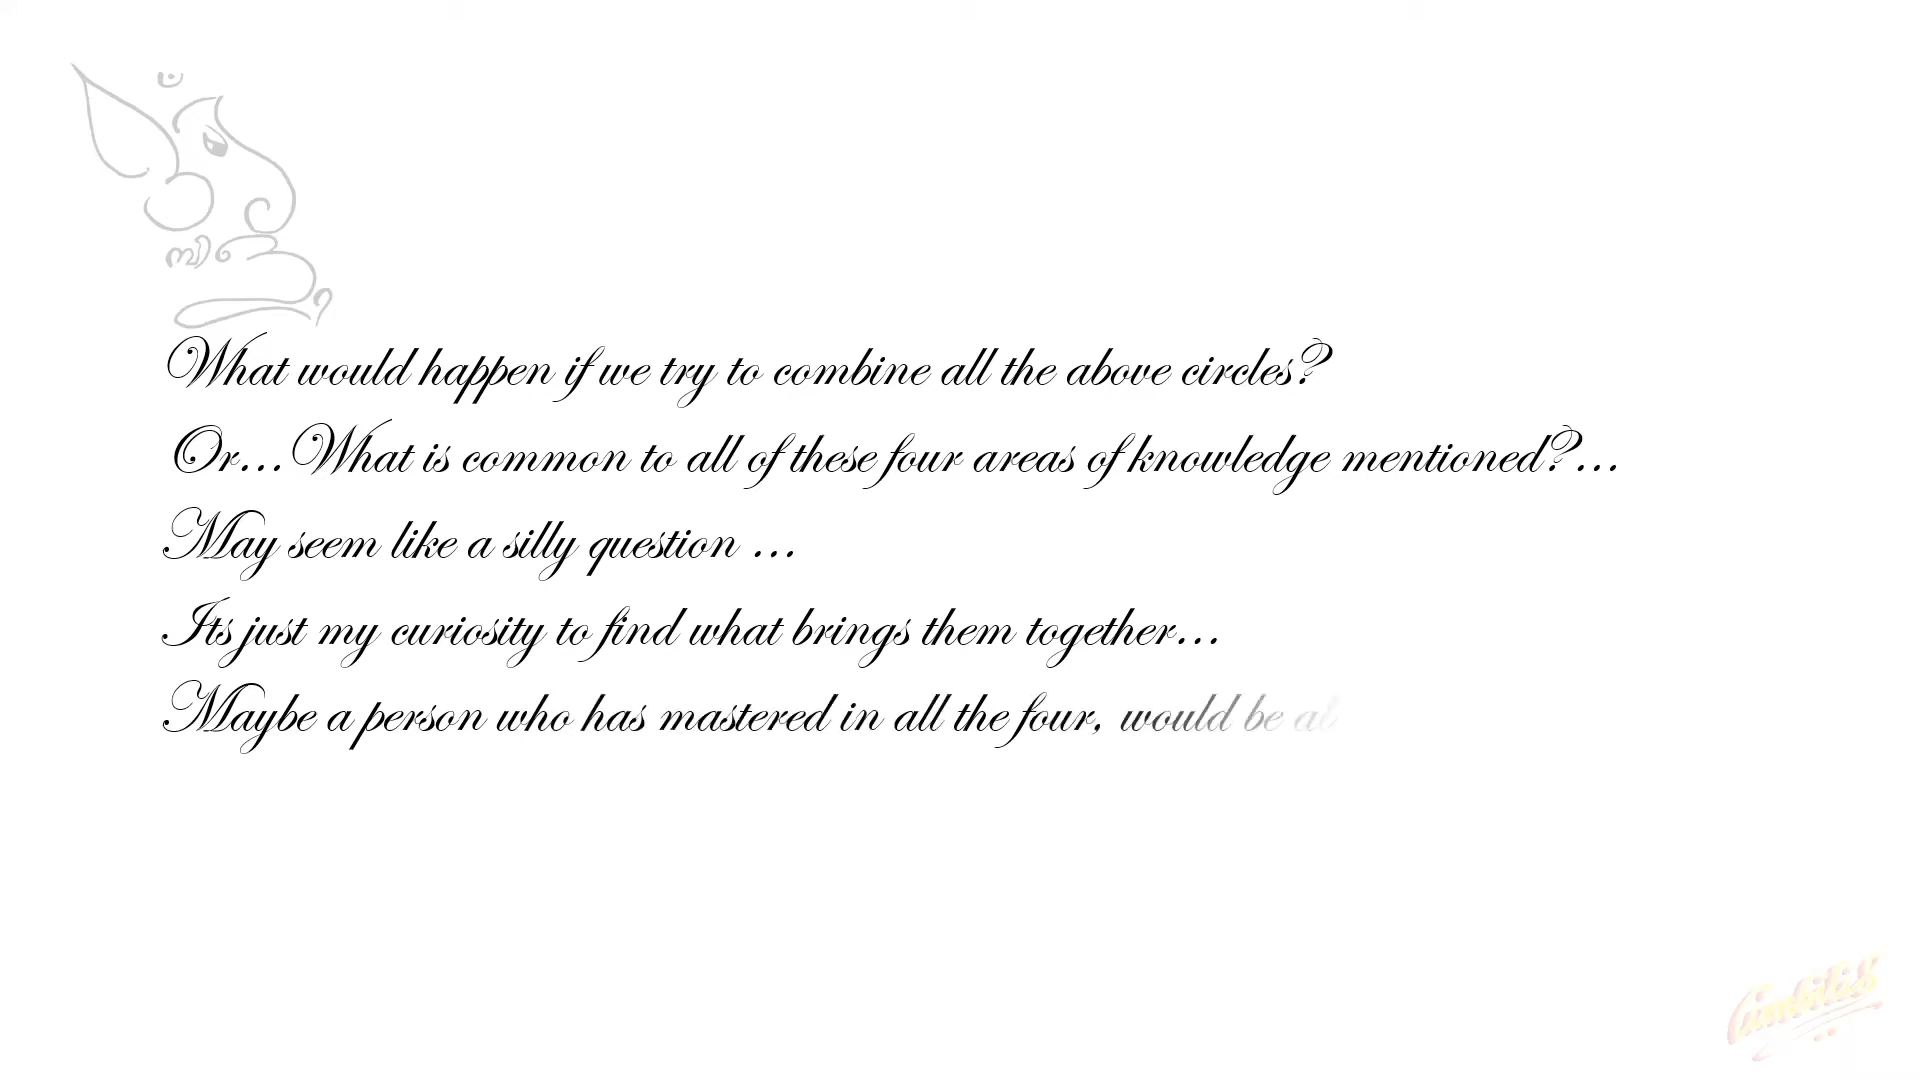 What would happen if we try to combine all the above circles?
Or...What is common to all of these four areas of knowledge mentioned?...
May seem like a silly question ...
Its just my curiosity to find what brings them together...
Maybe a person who has mastered in all the four, would be ab